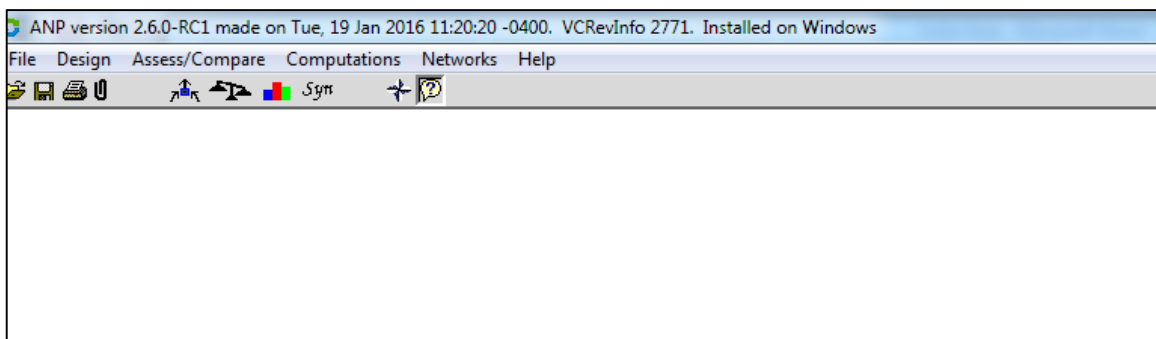 ANP version 2.6.0-RC1 made on Tue, 19 Jan 2016 11:20:20 -0400. VCRevInfo 2771. Installed on Windows
File Design Assess/Compare Computations Networks Help
Syn